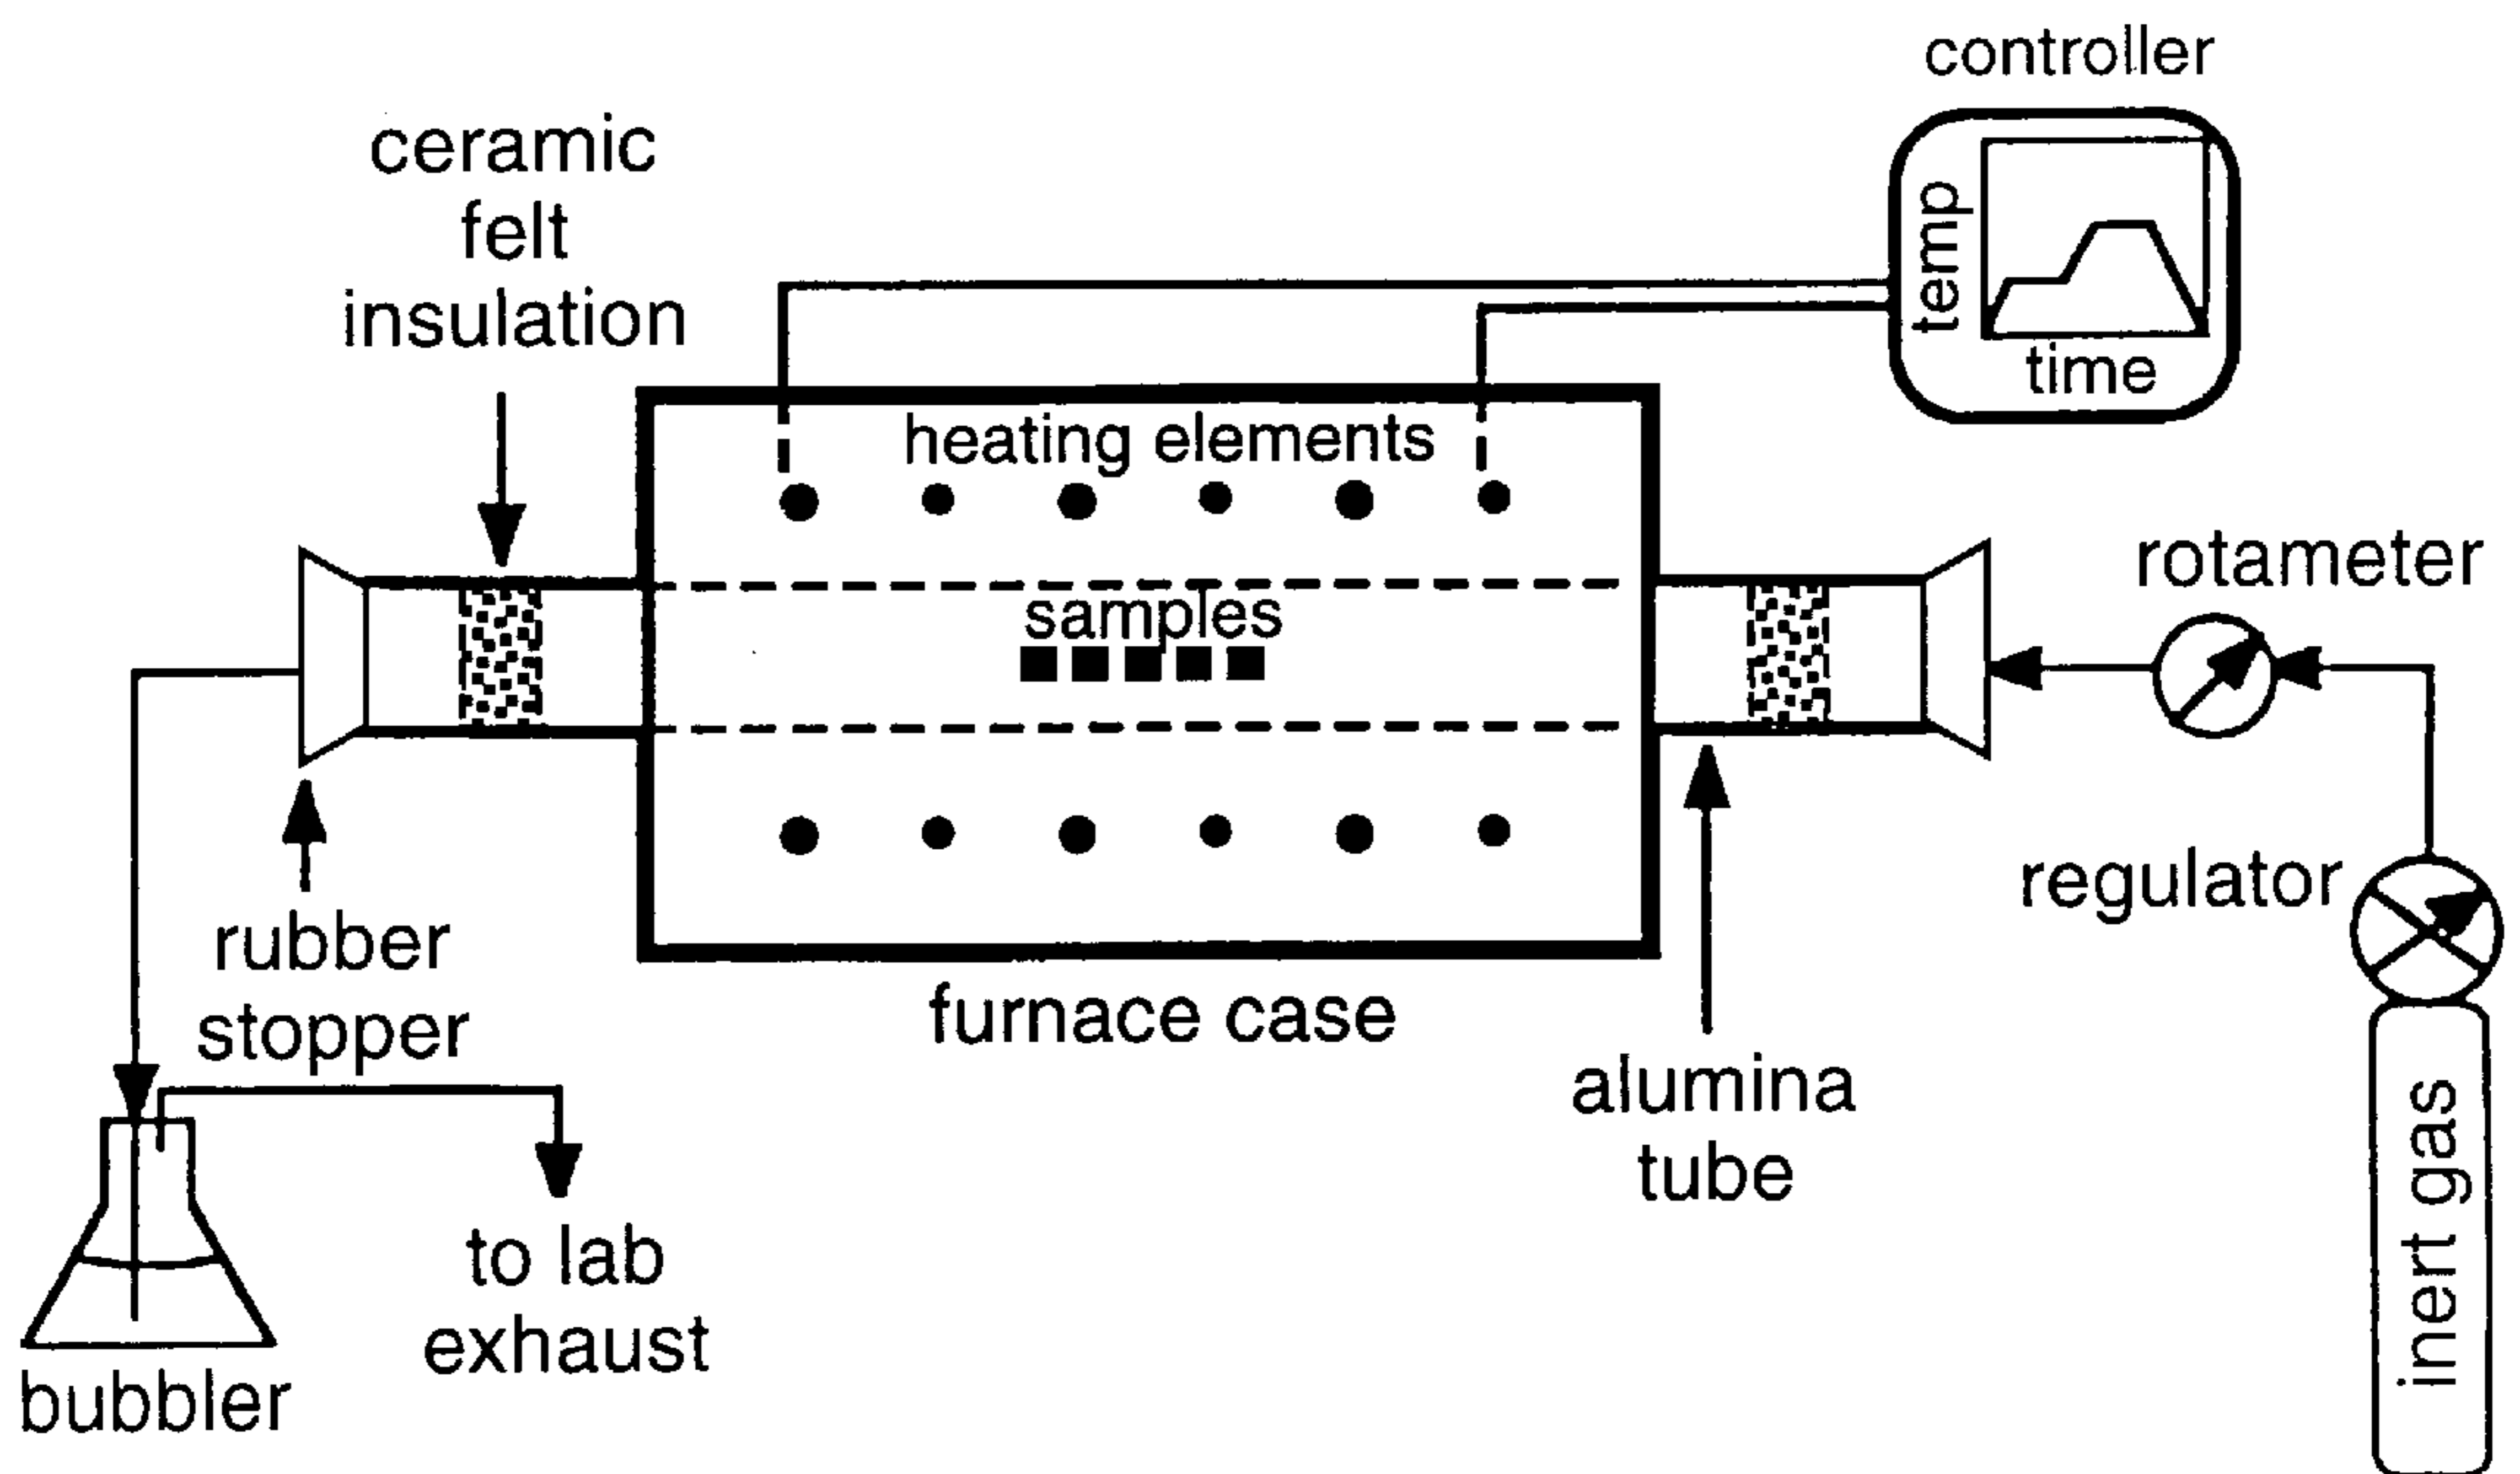 controller
temp
time
ceramic
felt
insulation
heating elements
samples
rotameter
regulator
rubber
stopper
furnace case
alumina
tube
inert gas
to lab
exhaust
bubbler